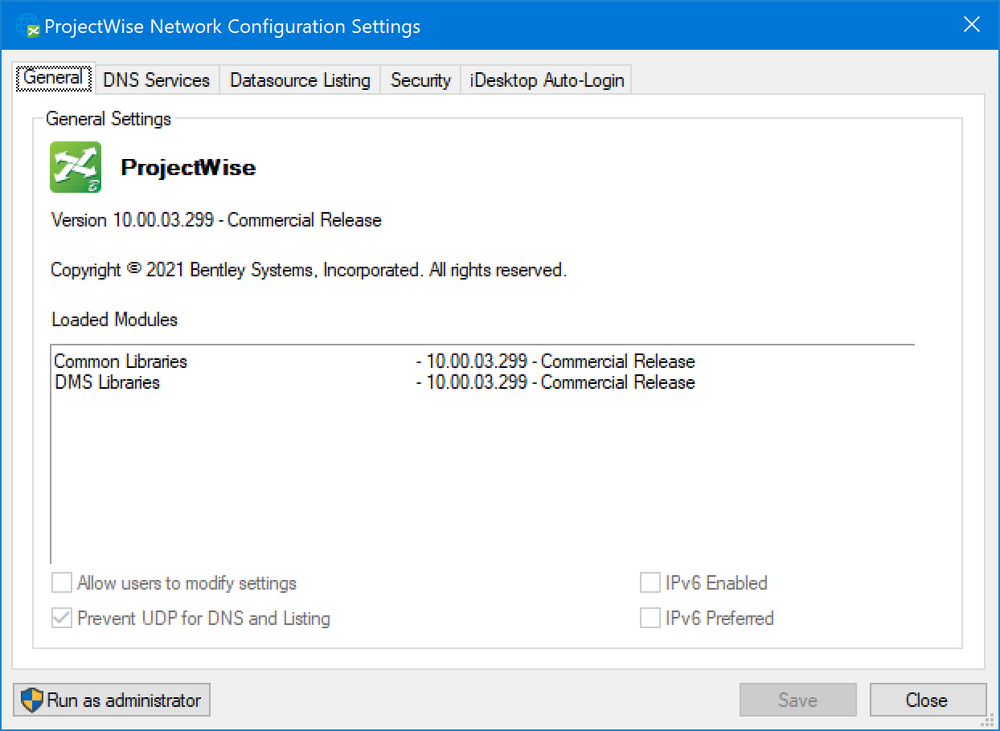 ProjectWise Network Configuration Settings
General DNS Services Datasource Listing Security iDesktop Auto-Login
General Settings
ProjectWise
Version 10.00.03.299 - Commercial Release
Copyright © 2021 Bentley Systems, Incorporated. All rights reserved.
Loaded Modules
Common Libraries - 10.00.03.299 - Commercial Release
DMS Libraries - 10.00.03.299 - Commercial Release
Allow users to modify settings IPv6 Enabled
Prevent UDP for DNS and Listing IPv6 Preferred
Run as administrator Save Close